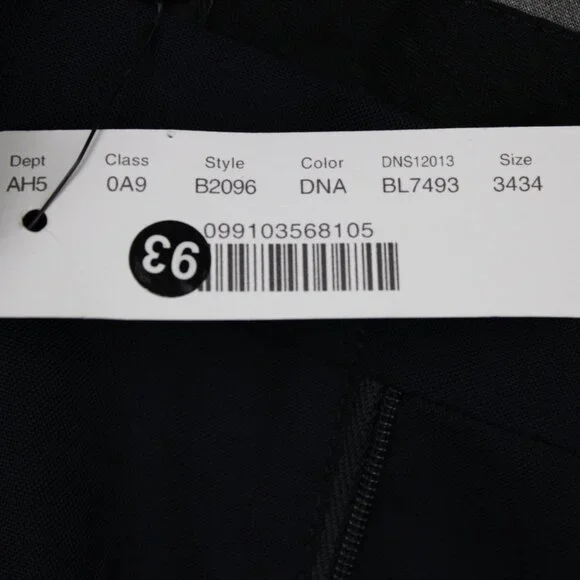 Dept Class Style Color DNS12013 Size
AH5 0A9 B2096 DNA BL7493 3434
099103568105
93